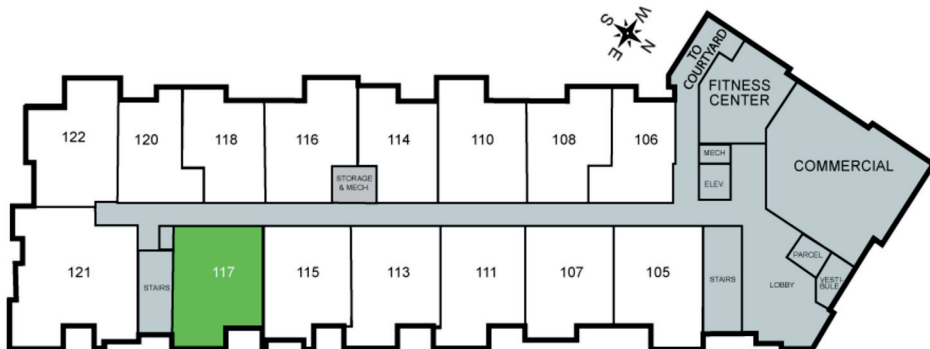 W
S
N
E
TO
COURTYARD
FITNESS
CENTER
COMMERCIAL
122
120
118
116
114
110
108
106
MECH
ELEV.
STORAGE
& MECH.
121
STAIRS
117
115
113
111
107
105
STAIRS
LOBBY
PARCEL
VESTI-
BULE